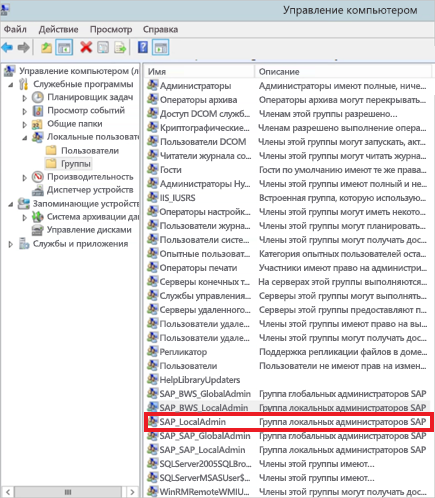 Управление компьютером
Файл Действие Просмотр Справка
Управление компьютером (л
Служебные программы
Планировщик задач
Просмотр событий
Общие папки
Локальные пользовате
Пользователи
Группы
Производительность
Диспетчер устройств
Запоминающие устройст
Система архивации дан
Управление дисками
Службы и приложения
Имя Описание
Администраторы Администраторы имеют полные, ниче...
Операторы архива Операторы архива могут перекрывать...
Доступ DCOM служб... Членам этой группы разрешено...
Криптографические... Членам разрешено выполнение опера...
Пользователи DCOM Члены этой группы могут запускать, акт...
Читатели журнала со... Члены этой группы могут читать журна...
Гости Гости по умолчанию имеют те же права...
Администраторы Hy... Члены этой группы имеют полный и не...
IIS_IUSRS Встроенная группа, которую использую...
Операторы настройк... Члены этой группы могут иметь некото...
Пользователи журна... Члены этой группы могут планировать...
Пользователи систе... Члены этой группы могут получать дос...
Опытные пользоват... Категория опытных пользователей оста...
Операторы печати Участники имеют право на администри...
Серверы конечных т... На серверах этой группы выполняются...
Службы управления... Серверы этой группы могут выполнять...
Серверы удаленного... Серверы этой группы предоставляют п...
Пользователи удале... Члены этой группы имеют право на вы...
Пользователи удале... Члены этой группы могут получать дос...
Репликатор Поддержка репликации файлов в доме...
Пользователи Пользователи не имеют прав на измен...
HelpLibraryUpdaters
SAP_BWS_GlobalAdmin Группа глобальных администраторов SAP
SAP_BWS_LocalAdmin Группа локальных администраторов SAP
SAP_LocalAdmin Группа локальных администраторов SAP
SAP_SAP_GlobalAdmin Группа глобальных администраторов SAP
SAP_SAP_LocalAdmin Группа локальных администраторов SAP
SQLServer2005SQLBro... Члены этой группы имеют...
SQLServerMSASUser$... Члены этой группы имеют...
WinRMRemoteWMIU... Члены этой группы могут получать дос...